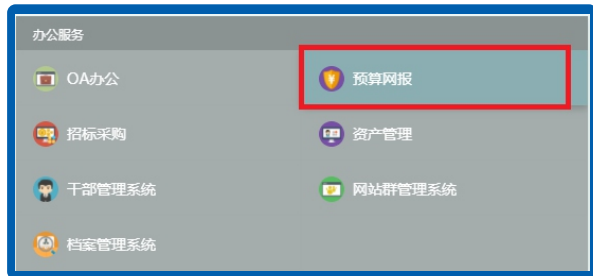 办公服务
OA办公
预算网报
招标采购
资产管理
干部管理系统
网站群管理系统
档案管理系统